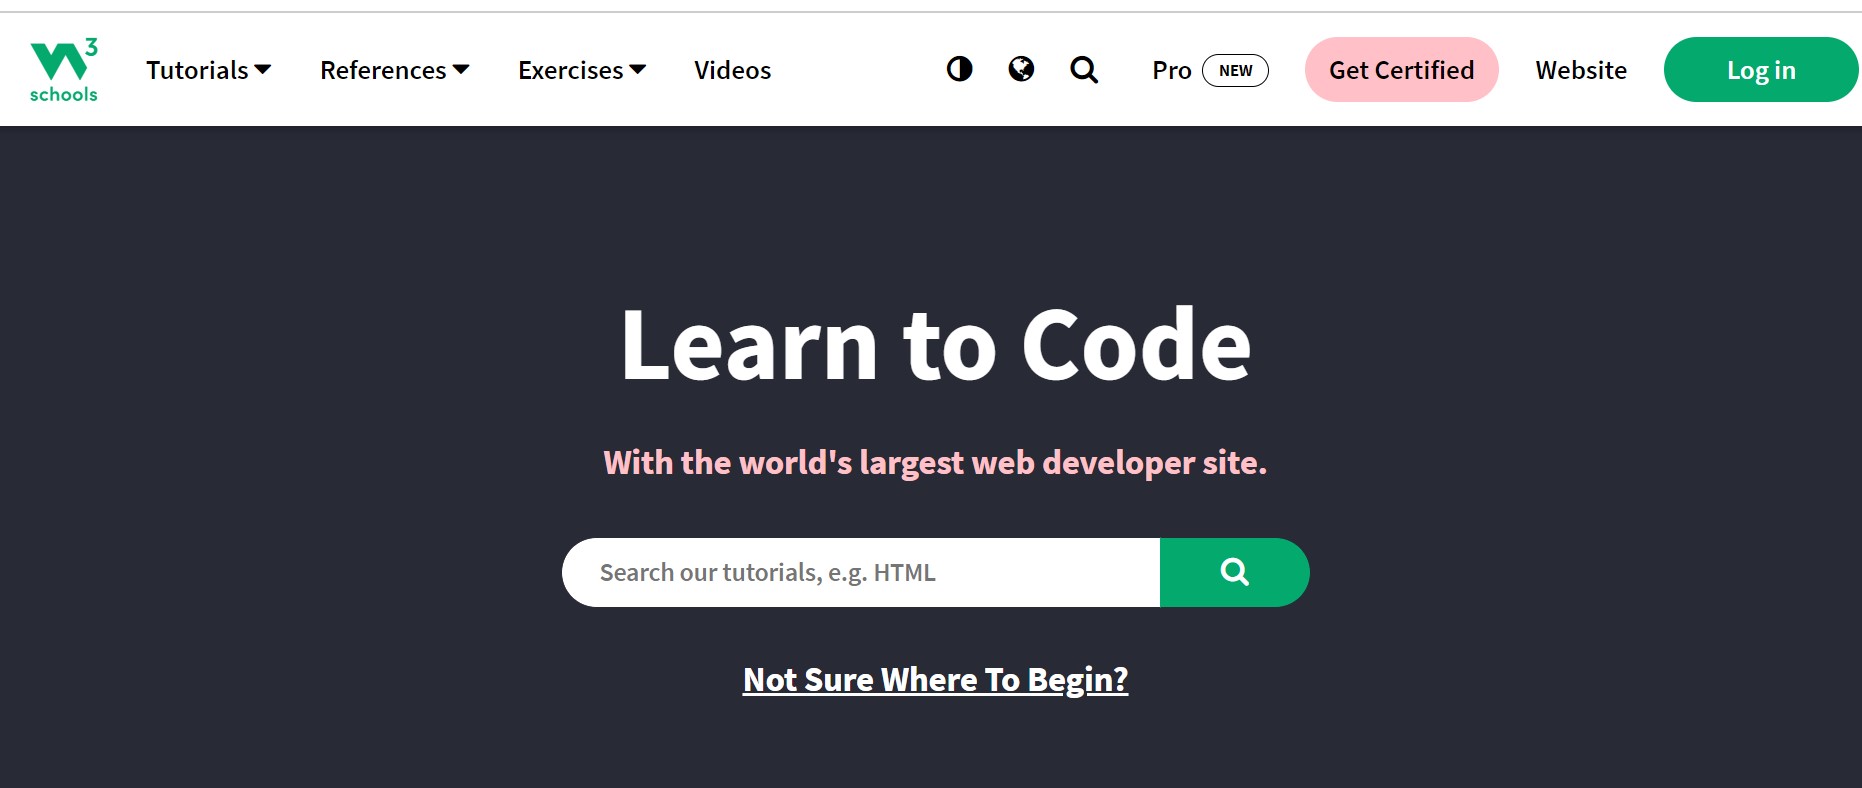 W3 schools
Tutorials References Exercises Videos Pro NEW Get Certified Website Log in
Learn to Code
With the world's largest web developer site.
Search our tutorials, e.g. HTML
Not Sure Where To Begin?